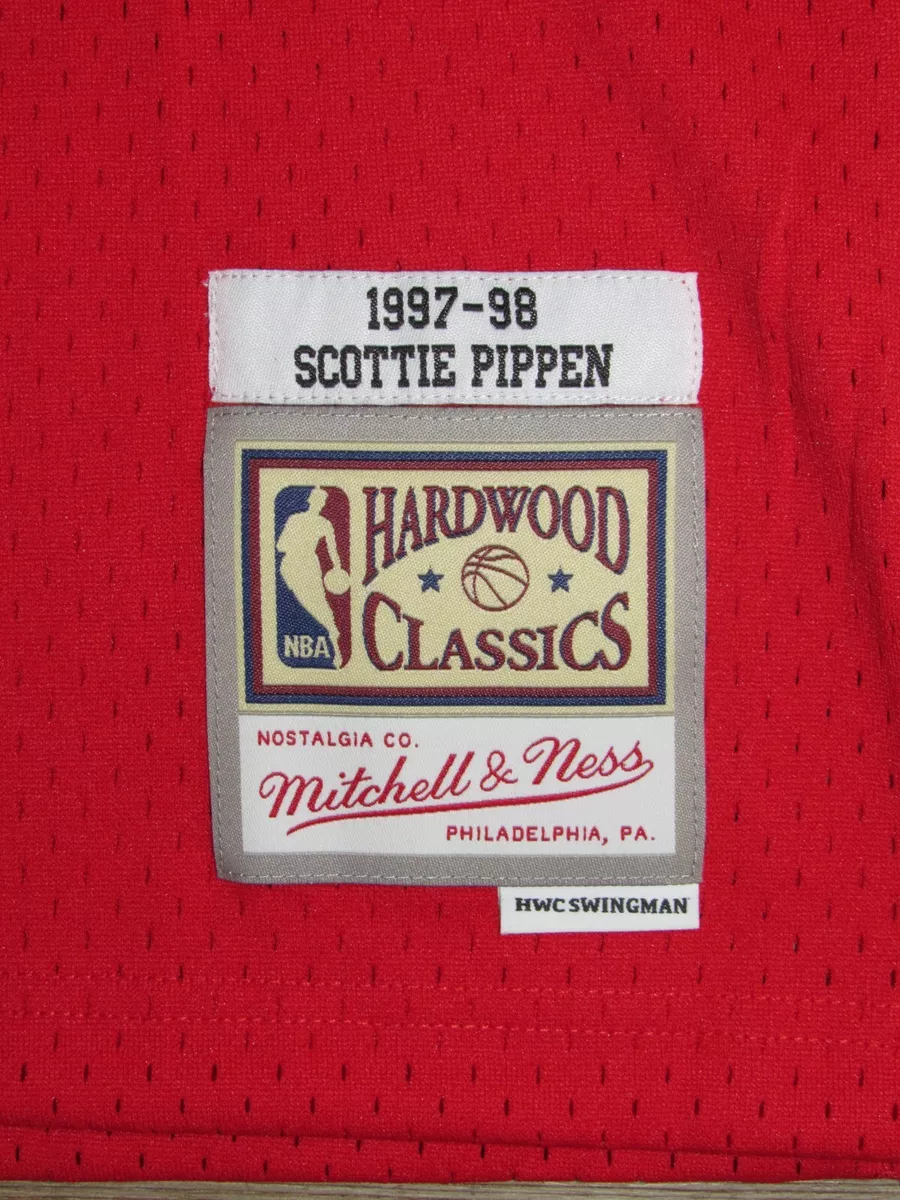 1997-98
SCOTTIE PIPPEN
HARDWOOD
CLASSICS
NBA
NOSTALGIA CO.
Mitchell & Ness
PHILADELPHIA, PA.
HWC SWINGMAN